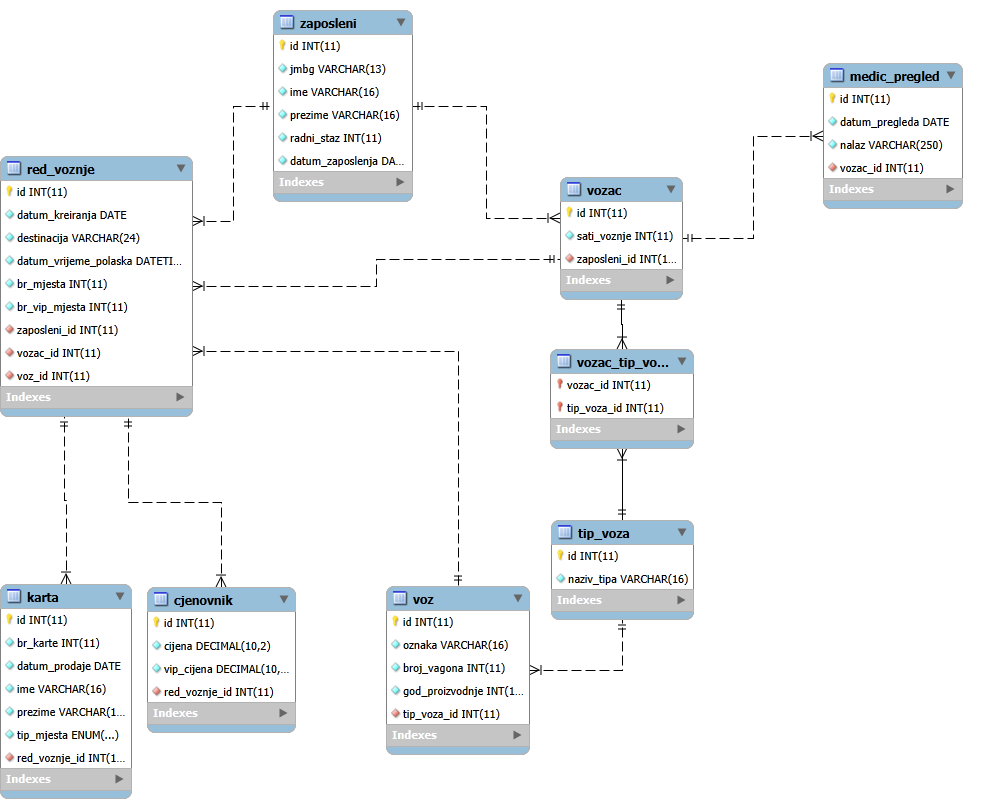 zaposleni
id INT(11)
jmbg VARCHAR(13)
ime VARCHAR(16)
prezime VARCHAR(16)
radni_staz INT(11)
datum_zaposlenja DA...
Indexes
medic_pregled
id INT(11)
datum_pregleda DATE
nalaz VARCHAR(250)
vozac_id INT(11)
Indexes
red_voznje
id INT(11)
datum_kreiranja DATE
destinacija VARCHAR(24)
datum_vrijeme_polaska DATETI...
br_mjesta INT(11)
br_vip_mjesta INT(11)
zaposleni_id INT(11)
vozac_id INT(11)
voz_id INT(11)
Indexes
vozac
id INT(11)
sati_voznje INT(11)
zaposleni_id INT(1...
Indexes
vozac_tip_vo...
vozac_id INT(11)
tip_voza_id INT(11)
Indexes
tip_voza
id INT(11)
naziv_tipa VARCHAR(16)
Indexes
karta
id INT(11)
br_karte INT(11)
datum_prodaje DATE
ime VARCHAR(16)
prezime VARCHAR(1...
tip_mjesta ENUM(...)
red_voznje_id INT(1...
Indexes
cjenovnik
id INT(11)
cijena DECIMAL(10,2)
vip_cijena DECIMAL(10,...
red_voznje_id INT(11)
Indexes
voz
id INT(11)
oznaka VARCHAR(16)
broj_vagona INT(11)
god_proizvodnje INT(1...
tip_voza_id INT(11)
Indexes